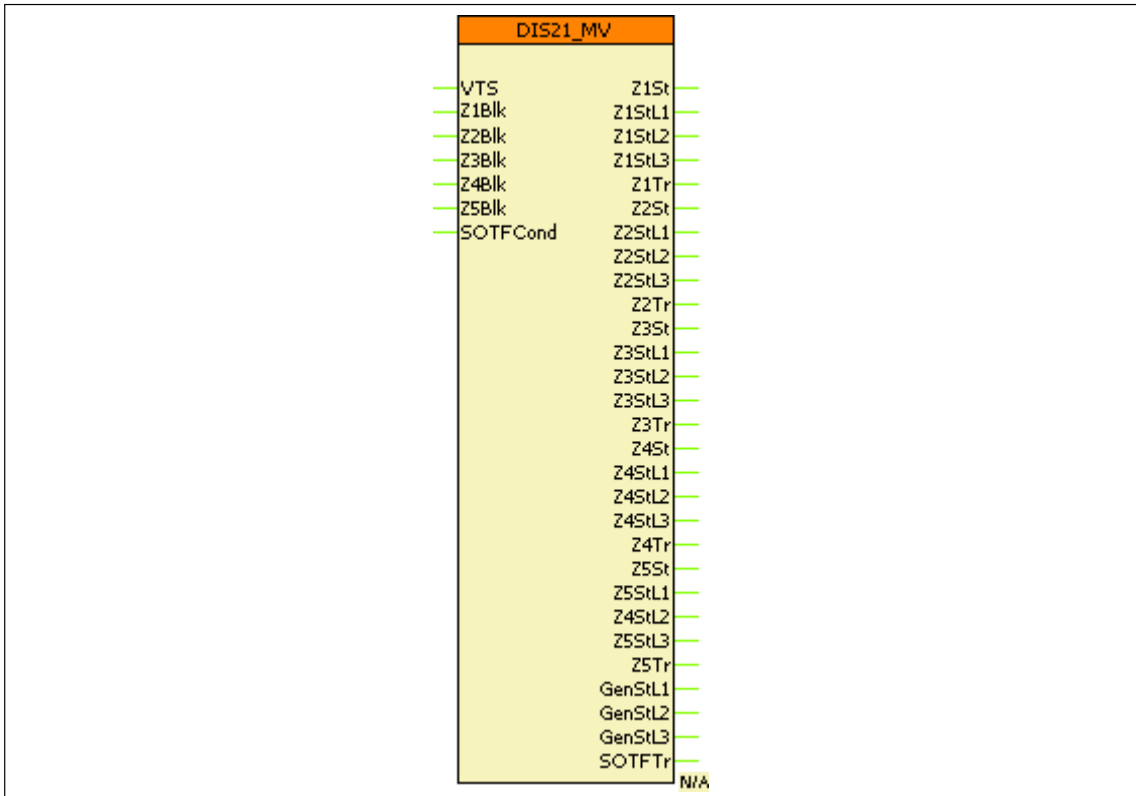 DIS21_MV
VTS Z1St
Z1Blk Z1StL1
Z2Blk Z1StL2
Z3Blk Z1StL3
Z4Blk Z1Tr
Z5Blk Z2St
SOTFCond Z2StL1
Z2StL2
Z2StL3
Z2Tr
Z3St
Z3StL1
Z3StL2
Z3StL3
Z3Tr
Z4St
Z4StL1
Z4StL2
Z4StL3
Z4Tr
Z5St
Z5StL1
Z4StL2
Z5StL3
Z5Tr
GenStL1
GenStL2
GenStL3
SOTFTr
N/A